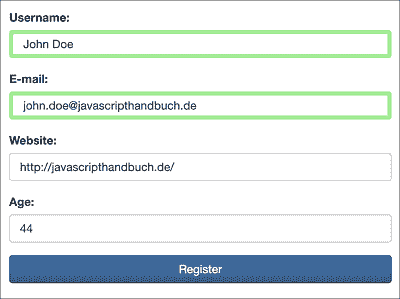 Username:
John Doe
E-mail:
john.doe@javascripthandbuch.de
Website:
http://javascripthandbuch.de/
Age:
44
Register